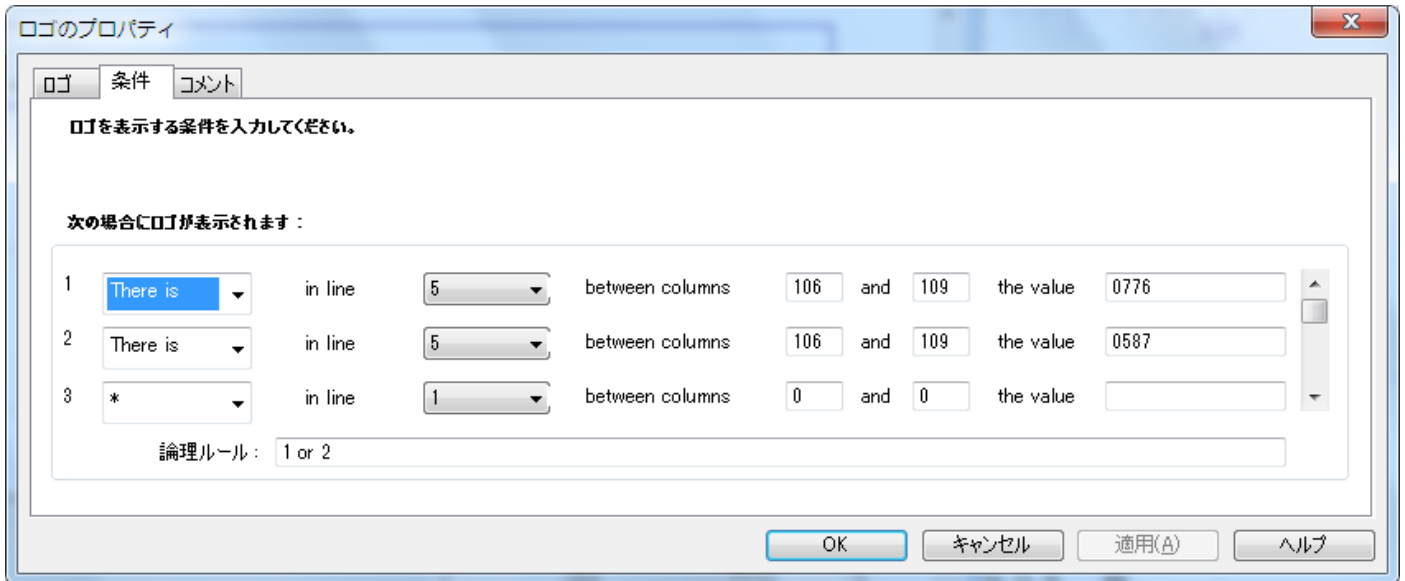 ロゴのプロパティ
ロゴ 条件 コメント
ロゴを表示する条件を入力してください。
次の場合にロゴが表示されます：
1 There is in line 5 between columns 106 and 109 the value 0776
2 There is in line 5 between columns 106 and 109 the value 0587
3 * in line 1 between columns 0 and 0 the value
論理ルール： 1 or 2
OK キャンセル 適用(A) ヘルプ